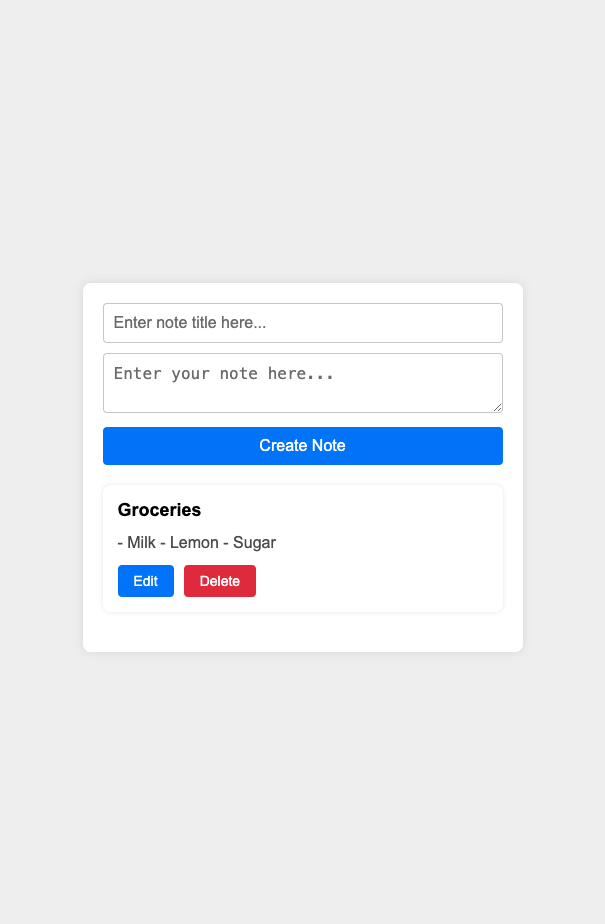 Enter note title here...
Enter your note here...
Create Note
Groceries
- Milk - Lemon - Sugar
Edit Delete